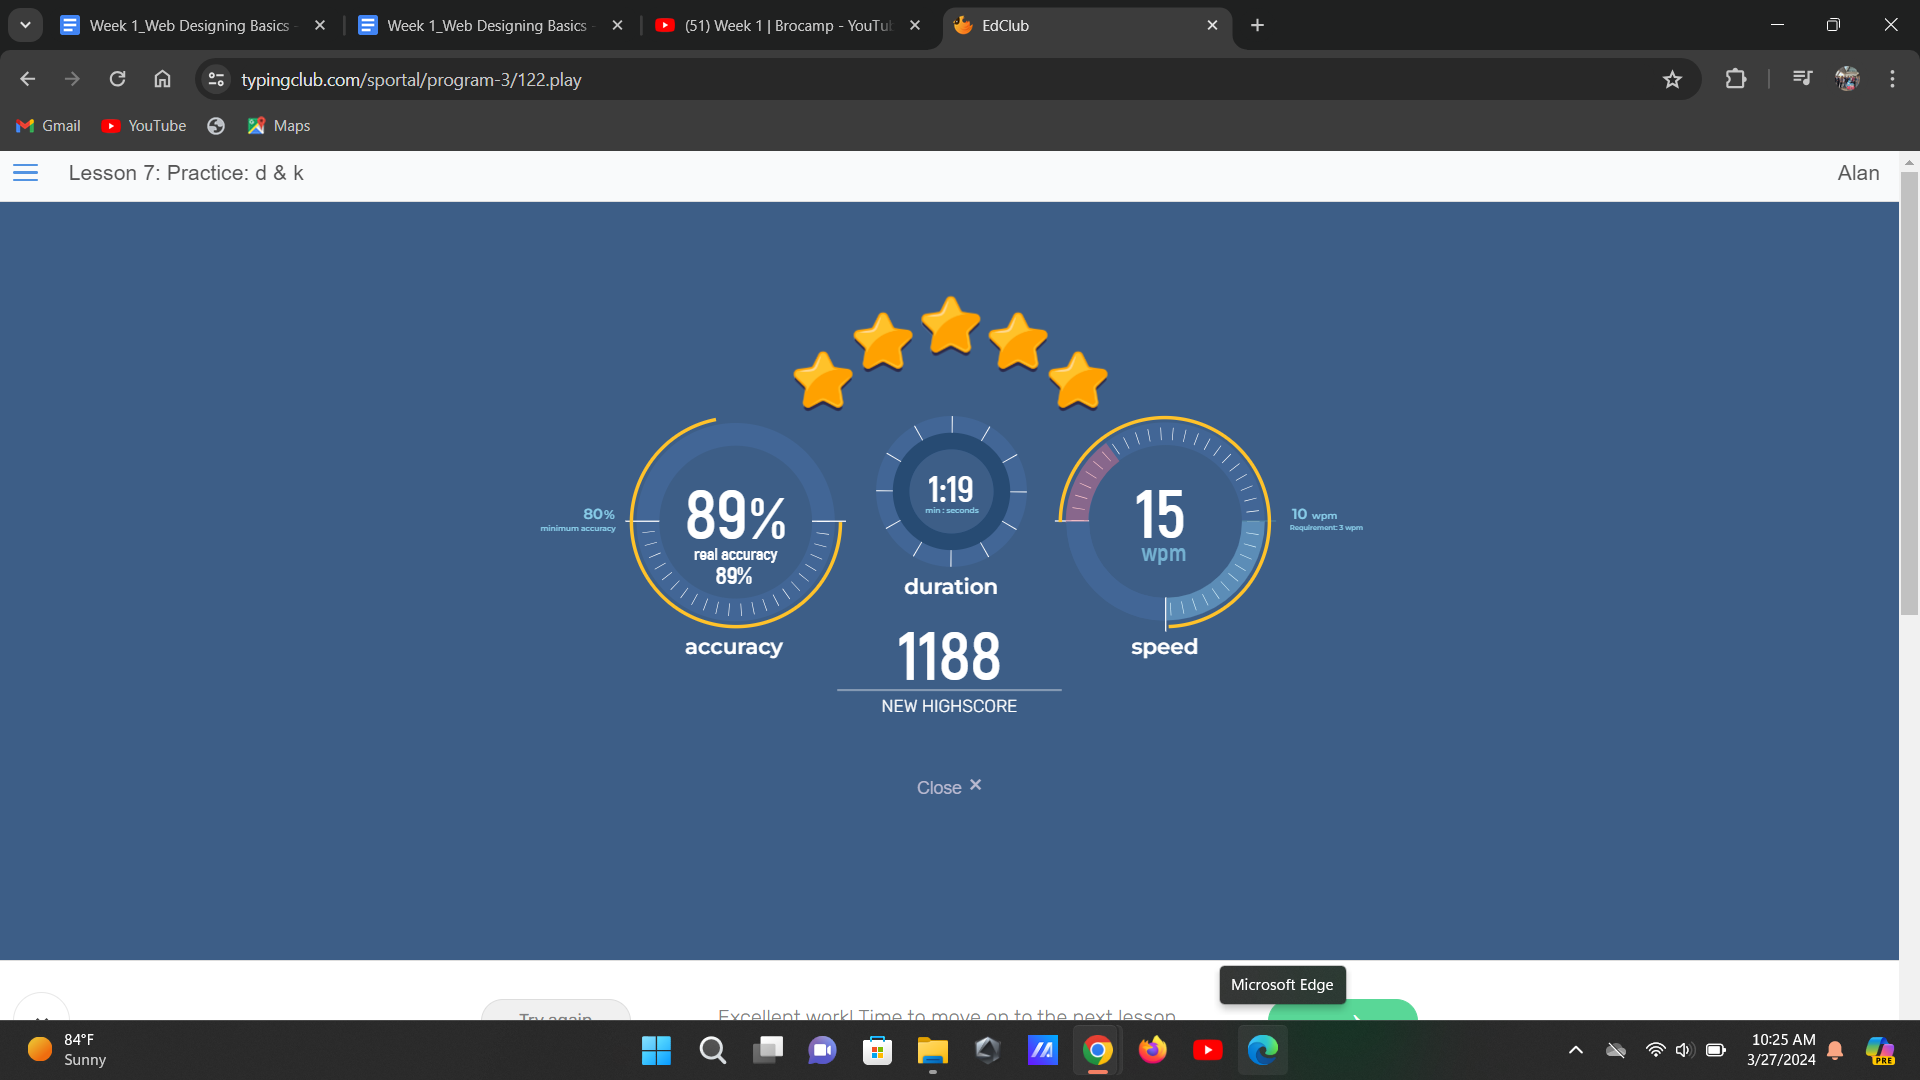 Week 1_Web Designing Basics -
Week 1_Web Designing Basics -
(51) Week 1 | Brocamp - YouTu
EdClub
typingclub.com/sportal/program-3/122.play
Gmail
YouTube
Maps
Lesson 7: Practice: d & k
Alan
80%
minimum accuracy
89%
real accuracy
89%
accuracy
1:19
min : seconds
duration
15
wpm
speed
10 wpm
Requirement: 3 wpm
1188
NEW HIGHSCORE
Close ×
Try again
Excellent work! Time to move on to the next lesson
Microsoft Edge
84°F
Sunny
PRE
10:25 AM
3/27/2024